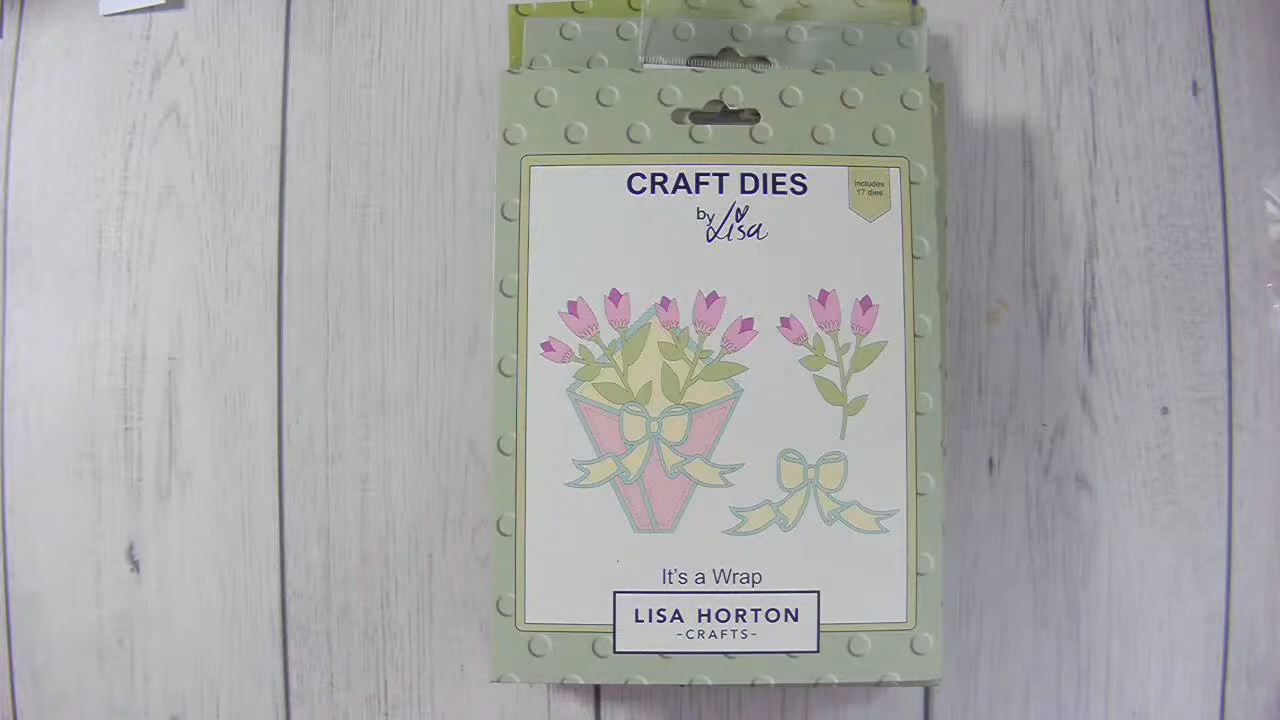 CRAFT DIES
by Lisa
Includes
17 dies
It's a Wrap
LISA HORTON
-CRAFTS-